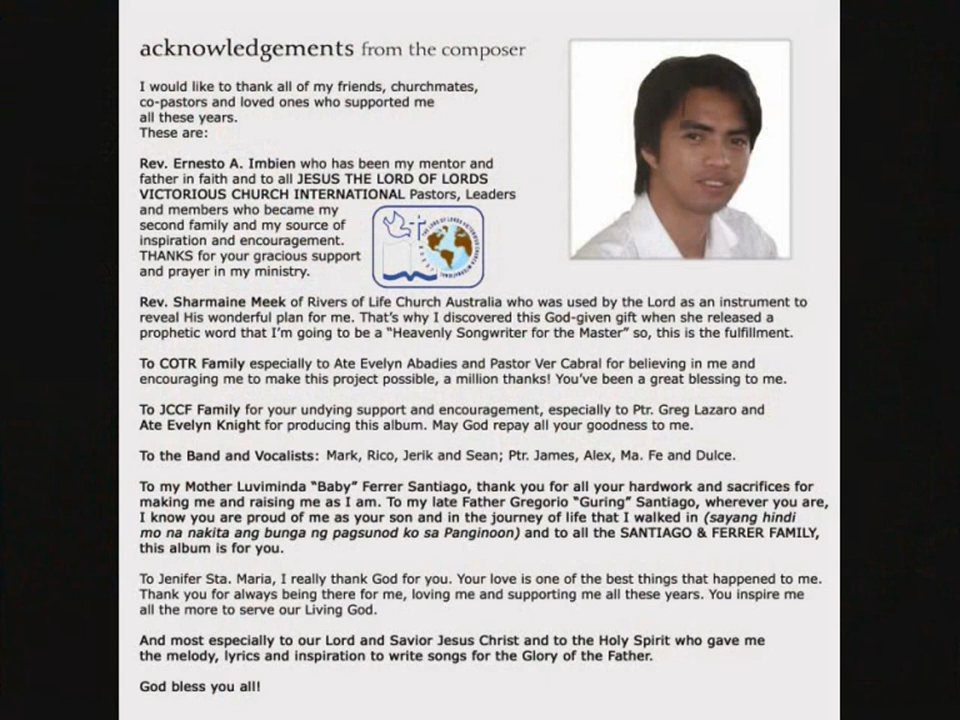 acknowledgements from the composer
I would like to thank all of my friends, churchmates,
co-pastors and loved ones who supported me
all these years.
These are:
Rev. Ernesto A. Imbien who has been my mentor and
father in faith and to all JESUS THE LORD OF LORDS
VICTORIOUS CHURCH INTERNATIONAL Pastors, Leaders
and members who became my
second family and my source of
inspiration and encouragement.
THANKS for your gracious support
and prayer in my ministry.
Rev. Sharmaine Meek of Rivers of Life Church Australia who was used by the Lord as an instrument to
reveal His wonderful plan for me. That's why I discovered this God-given gift when she released a
prophetic word that I'm going to be a “Heavenly Songwriter for the Master” so, this is the fulfillment.
To COTR Family especially to Ate Evelyn Abadies and Pastor Ver Cabral for believing in me and
encouraging me to make this project possible, a million thanks! You've been a great blessing to me.
To JCCF Family for your undying support and encouragement, especially to Ptr. Greg Lazaro and
Ate Evelyn Knight for producing this album. May God repay all your goodness to me.
To the Band and Vocalists: Mark, Rico, Jerik and Sean; Ptr. James, Alex, Ma. Fe and Dulce.
To my Mother Luviminda “Baby” Ferrer Santiago, thank you for all your hardwork and sacrifices for
making me and raising me as I am. To my late Father Gregorio “Guring” Santiago, wherever you are,
I know you are proud of me as your son and in the journey of life that I walked in (sayang hindi
mo na nakita ang bunga ng pagsunod ko sa Panginoon) and to all the SANTIAGO & FERRER FAMILY,
this album is for you.
To Jenifer Sta. Maria, I really thank God for you. Your love is one of the best things that happened to me.
Thank you for always being there for me, loving me and supporting me all these years. You inspire me
all the more to serve our Living God.
And most especially to our Lord and Savior Jesus Christ and to the Holy Spirit who gave me
the melody, lyrics and inspiration to write songs for the Glory of the Father.
God bless you all!